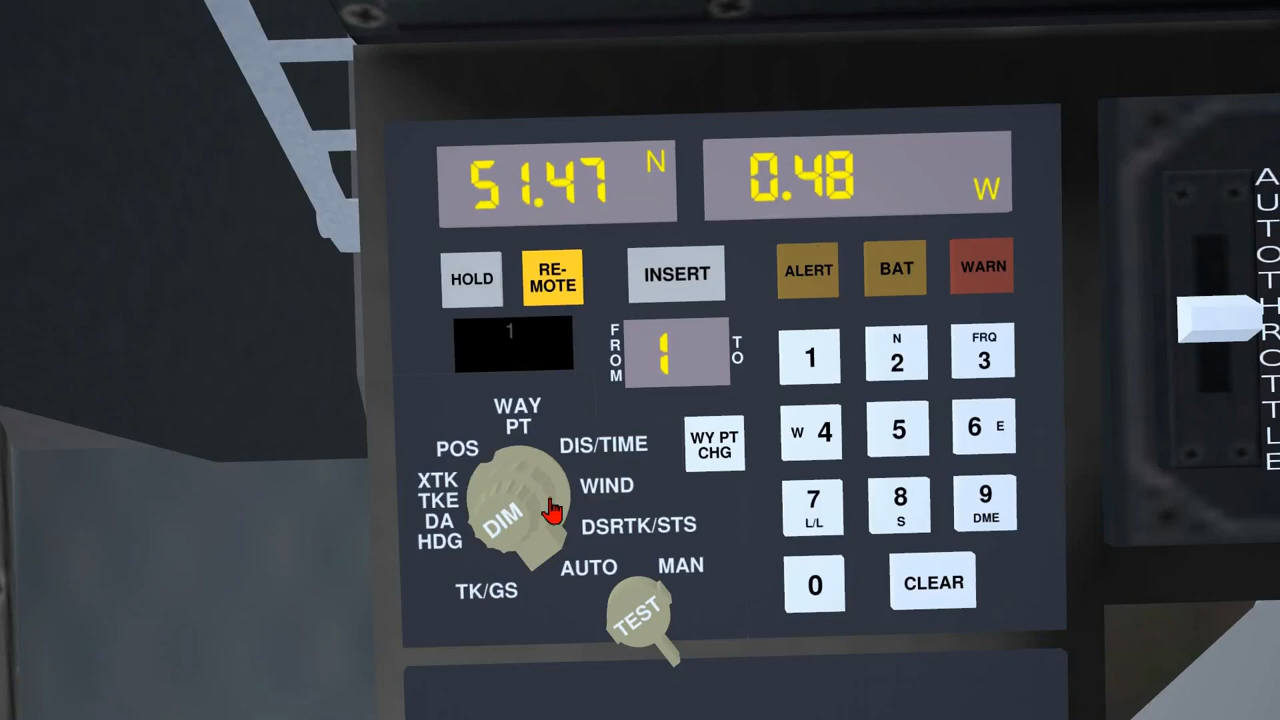 51.47 N
0.48 W
HOLD
RE-
MOTE
INSERT
ALERT
BAT
WARN
1
FROM
1
TO
1
N
2
FRQ
3
WAY
PT
POS
DIS/TIME
WY PT
CHG
W 4
5
6 E
XTK
TKE
DA
HDG
DIM
WIND
DSRTK/STS
7
L/L
8
S
9
DME
TK/GS
AUTO
MAN
TEST
0
CLEAR
AUTOTHROTTLE